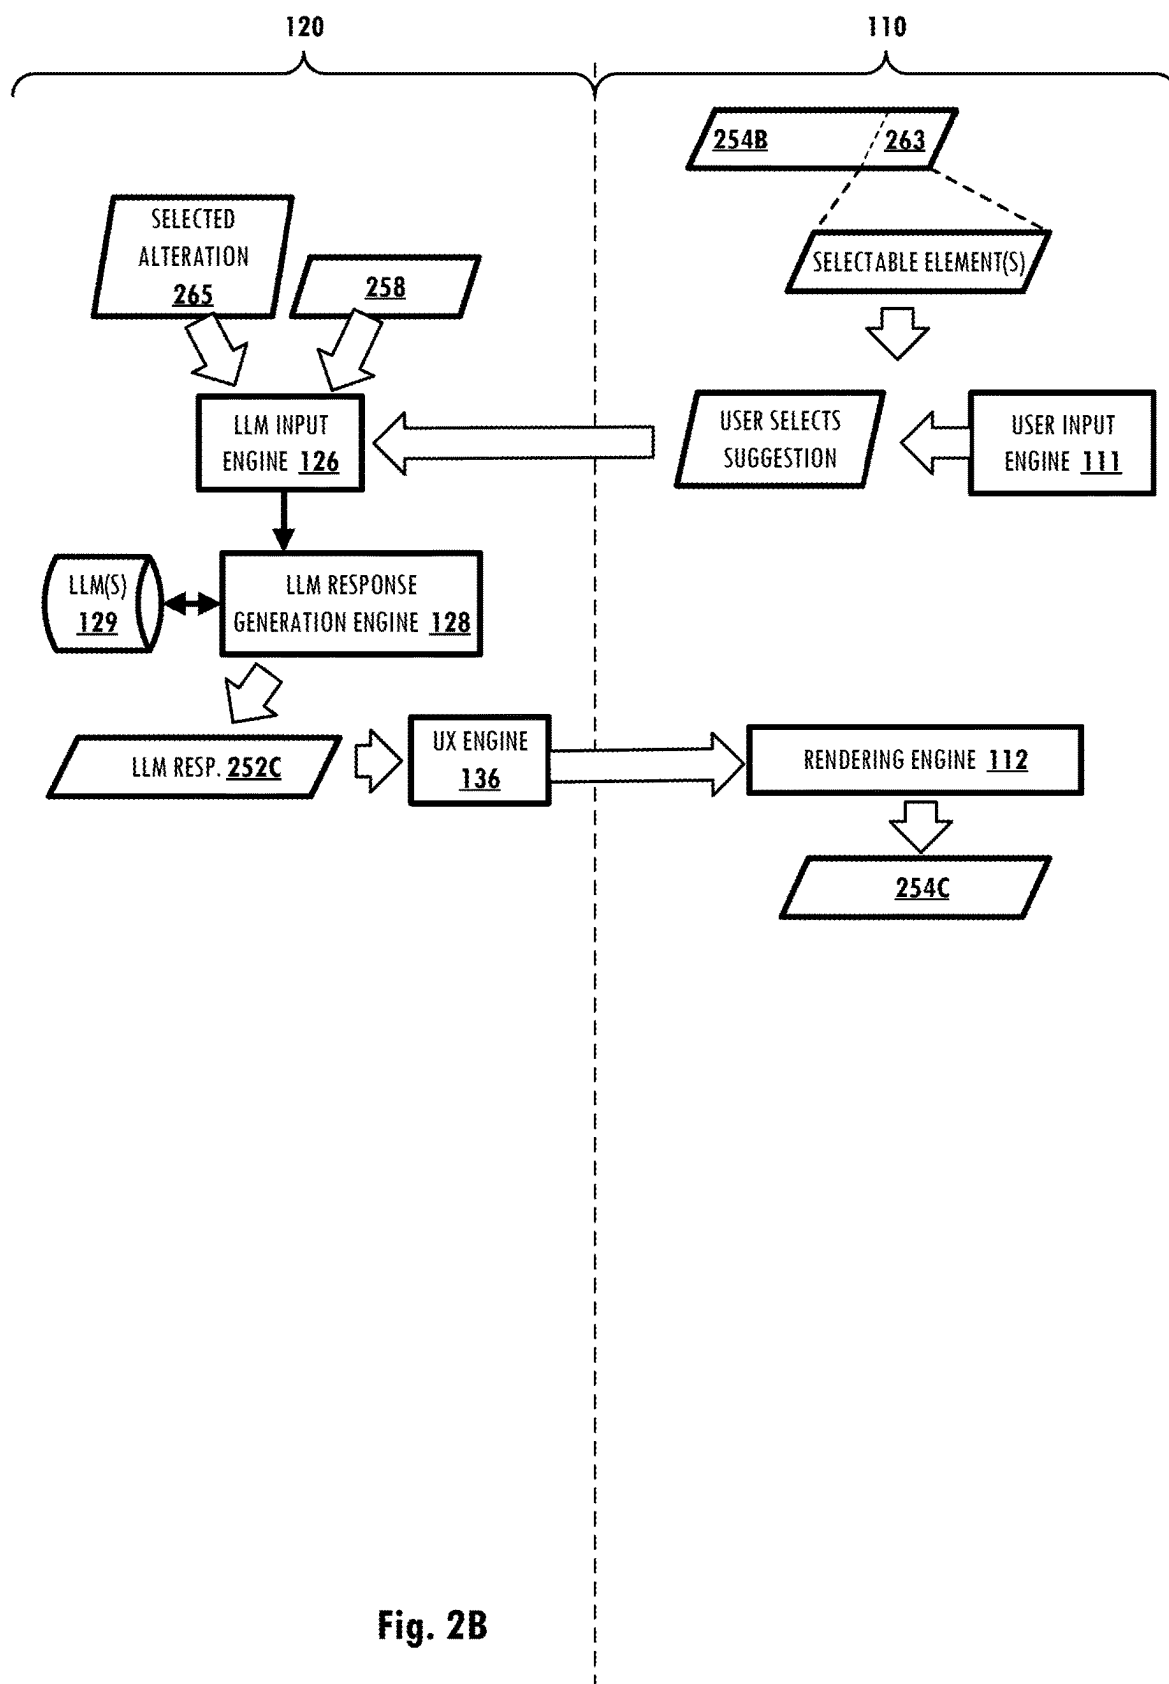 120
110
254B
263
SELECTED
ALTERATION
265
258
SELECTABLE ELEMENT(S)
LLM INPUT
ENGINE 126
USER SELECTS
SUGGESTION
USER INPUT
ENGINE 111
LLM(S)
129
LLM RESPONSE
GENERATION ENGINE 128
LLM RESP. 252C
UX ENGINE
136
RENDERING ENGINE 112
254C
Fig. 2B